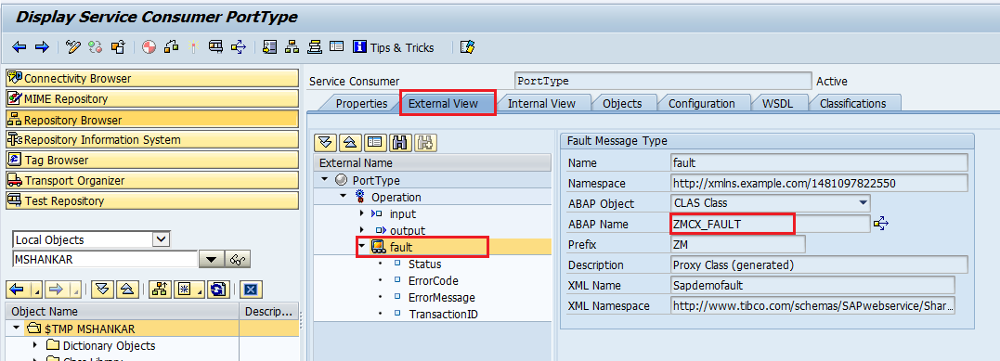 Display Service Consumer PortType
Tips & Tricks
Connectivity Browser
MIME Repository
Repository Browser
Repository Information System
Tag Browser
Transport Organizer
Test Repository
Local Objects
MSHANKAR
Object Name Descrip...
$TMP MSHANKAR
Dictionary Objects
Service Consumer PortType Active
Properties External View Internal View Objects Configuration WSDL Classifications
External Name
PortType
Operation
input
output
fault
Status
ErrorCode
ErrorMessage
TransactionID
Fault Message Type
Name fault
Namespace http://xmlns.example.com/1481097822550
ABAP Object CLAS Class
ABAP Name ZMCX_FAULT
Prefix ZM
Description Proxy Class (generated)
XML Name Sapdemofault
XML Namespace http://www.tibco.com/schemas/SAPwebservice/Shar...